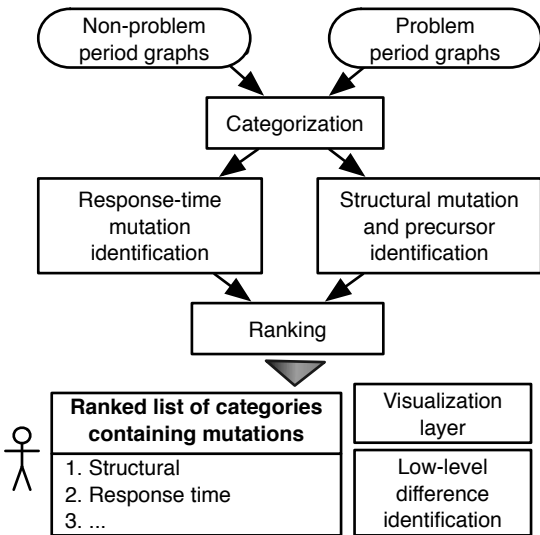 Non-problem
period graphs
Problem
period graphs
Categorization
Response-time
mutation
identification
Structural mutation
and precursor
identification
Ranking
Ranked list of categories
containing mutations
1. Structural
2. Response time
3. ...
Visualization
layer
Low-level
difference
identification